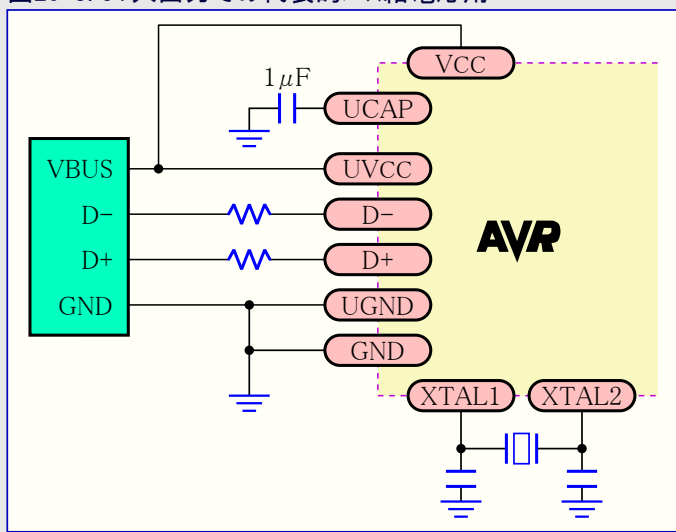 VCC
1μF
UCAP
VBUS
UVCC
D−
D−
AVR
D+
D+
GND
UGND
GND
XTAL1
XTAL2